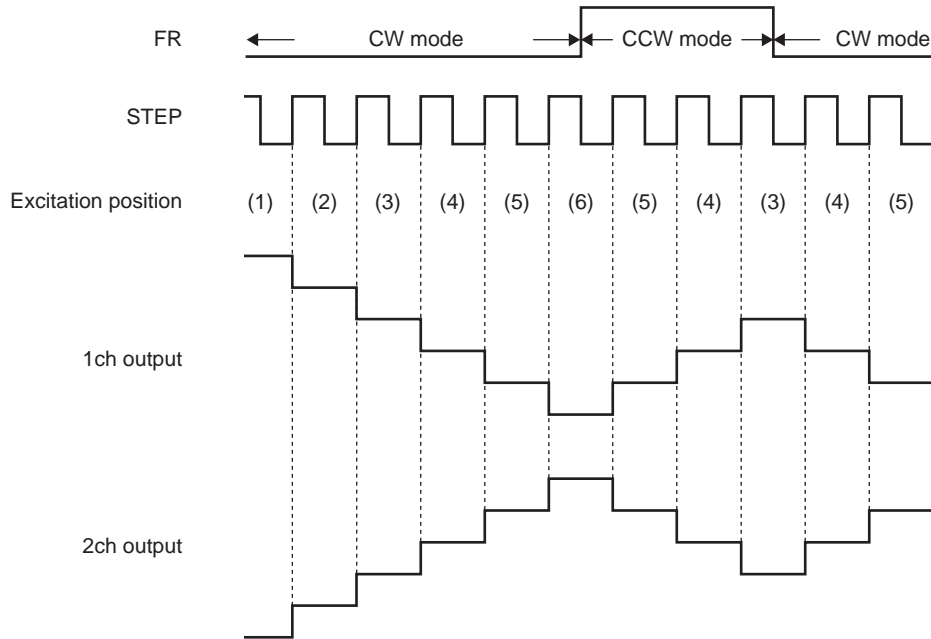 FR
CW mode
CCW mode
CW mode
STEP
Excitation position
(1) (2) (3) (4) (5) (6) (5) (4) (3) (4) (5)
1ch output
2ch output